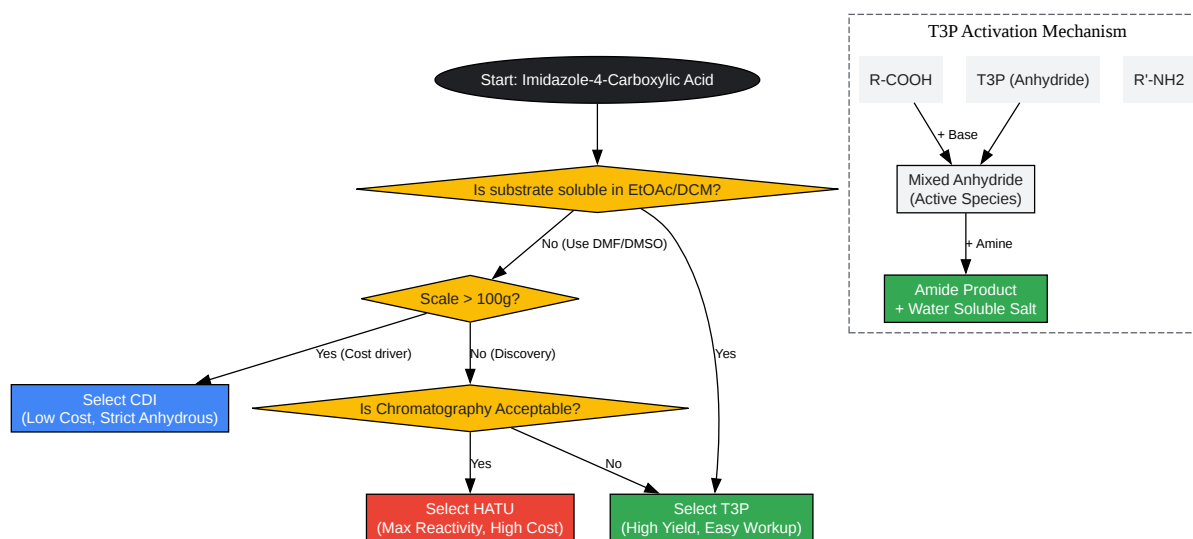 Start: Imidazole-4-Carboxylic Acid
Is substrate soluble in EtOAc/DCM?
No (Use DMF/DMSO)
Scale > 100g?
Yes (Cost driver)
No (Discovery)
Yes
Select CDI
(Low Cost, Strict Anhydrous)
Is Chromatography Acceptable?
Yes
No
Select HATU
(Max Reactivity, High Cost)
Select T3P
(High Yield, Easy Workup)
T3P Activation Mechanism
R-COOH
T3P (Anhydride)
R'-NH2
+ Base
Mixed Anhydride
(Active Species)
+ Amine
Amide Product
+ Water Soluble Salt